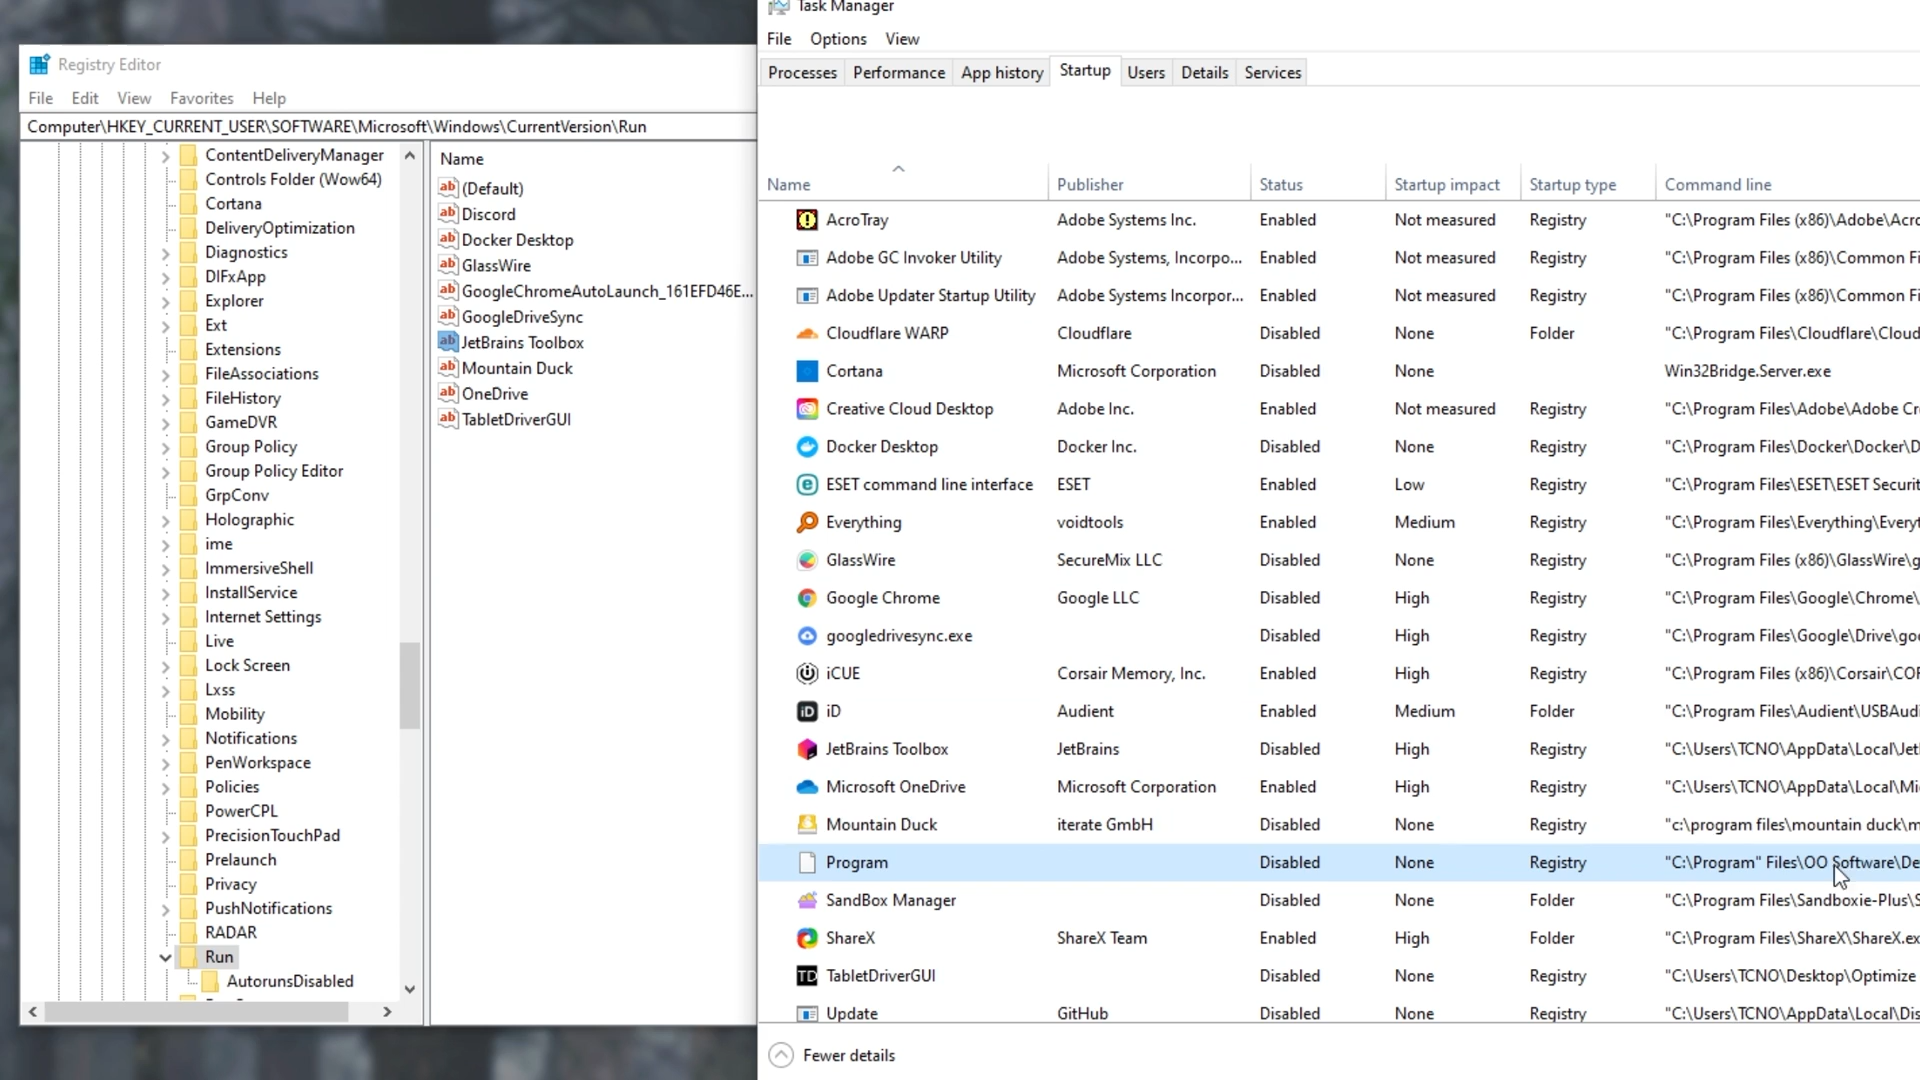 Registry Editor
File Edit View Favorites Help
Computer\HKEY_CURRENT_USER\SOFTWARE\Microsoft\Windows\CurrentVersion\Run
ContentDeliveryManager
Controls Folder (Wow64)
Cortana
DeliveryOptimization
Diagnostics
DIFxApp
Explorer
Ext
Extensions
FileAssociations
FileHistory
GameDVR
Group Policy
Group Policy Editor
GrpConv
Holographic
ime
ImmersiveShell
InstallService
Internet Settings
Live
Lock Screen
Lxss
Mobility
Notifications
PenWorkspace
Policies
PowerCPL
PrecisionTouchPad
Prelaunch
Privacy
PushNotifications
RADAR
Run
AutorunsDisabled
Name
ab (Default)
ab Discord
ab Docker Desktop
ab GlassWire
ab GoogleChromeAutoLaunch_161EFD46E...
ab GoogleDriveSync
ab JetBrains Toolbox
ab Mountain Duck
ab OneDrive
ab TabletDriverGUI
Task Manager
File Options View
Processes Performance App history Startup Users Details Services
Name Publisher Status Startup impact Startup type Command line
AcroTray Adobe Systems Inc. Enabled Not measured Registry "C:\Program Files (x86)\Adobe\Acro
Adobe GC Invoker Utility Adobe Systems, Incorpo... Enabled Not measured Registry "C:\Program Files (x86)\Common Fi
Adobe Updater Startup Utility Adobe Systems Incorpor... Enabled Not measured Registry "C:\Program Files (x86)\Common Fi
Cloudflare WARP Cloudflare Disabled None Folder "C:\Program Files\Cloudflare\Cloud
Cortana Microsoft Corporation Disabled None Win32Bridge.Server.exe
Creative Cloud Desktop Adobe Inc. Enabled Not measured Registry "C:\Program Files\Adobe\Adobe Cr
Docker Desktop Docker Inc. Disabled None Registry "C:\Program Files\Docker\Docker\D
ESET command line interface ESET Enabled Low Registry "C:\Program Files\ESET\ESET Securit
Everything voidtools Enabled Medium Registry "C:\Program Files\Everything\Everyt
GlassWire SecureMix LLC Disabled None Registry "C:\Program Files (x86)\GlassWire\g
Google Chrome Google LLC Disabled High Registry "C:\Program Files\Google\Chrome\
googledrivesync.exe Disabled High Registry "C:\Program Files\Google\Drive\goo
iCUE Corsair Memory, Inc. Enabled High Registry "C:\Program Files (x86)\Corsair\COR
iD iD Audient Enabled Medium Folder "C:\Program Files\Audient\USBAudi
JetBrains Toolbox JetBrains Disabled High Registry "C:\Users\TCNO\AppData\Local\Jet
Microsoft OneDrive Microsoft Corporation Enabled High Registry "C:\Users\TCNO\AppData\Local\Mi
Mountain Duck iterate GmbH Disabled None Registry "c:\program files\mountain duck\m
Program Disabled None Registry "C:\Program" Files\OO Software\De
SandBox Manager Disabled None Folder "C:\Program Files\Sandboxie-Plus\S
ShareX ShareX Team Enabled High Folder "C:\Program Files\ShareX\ShareX.ex
TD TabletDriverGUI Disabled None Registry "C:\Users\TCNO\Desktop\Optimize
Update GitHub Disabled None Registry "C:\Users\TCNO\AppData\Local\Dis
Fewer details